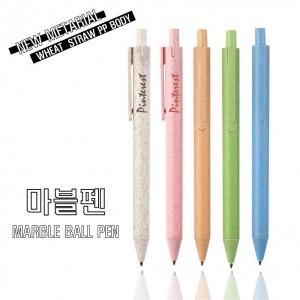 NEW METARIAL
WHEAT STRAW PP BODY
Pinterest
Pinterest
마블펜
MARBLE BALL PEN